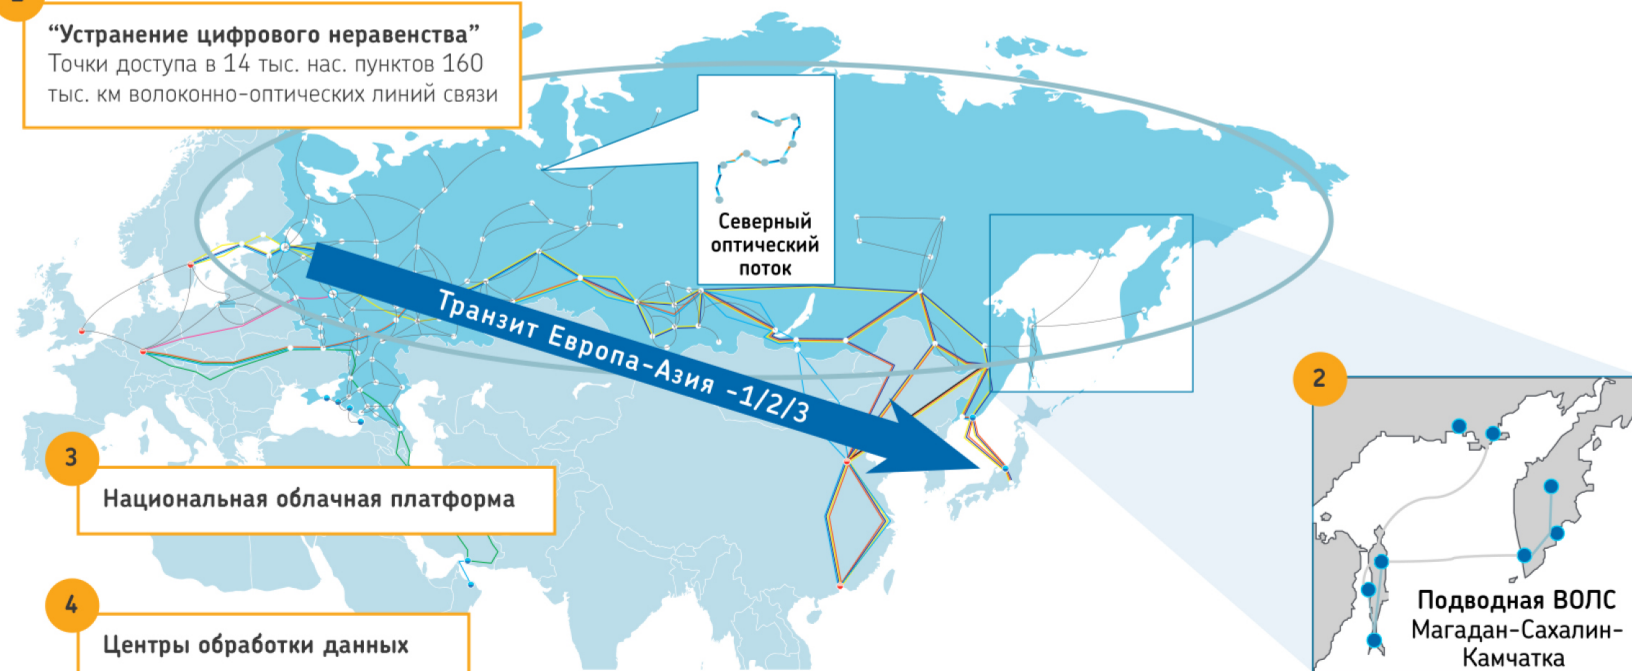 “Устранение цифрового неравенства”
Точки доступа в 14 тыс. нас. пунктов 160
тыс. км волоконно-оптических линий связи
Северный
оптический
поток
Транзит Европа-Азия -1/2/3
2
3
Национальная облачная платформа
4
Центры обработки данных
Подводная ВОЛС
Магадан-Сахалин-
Камчатка